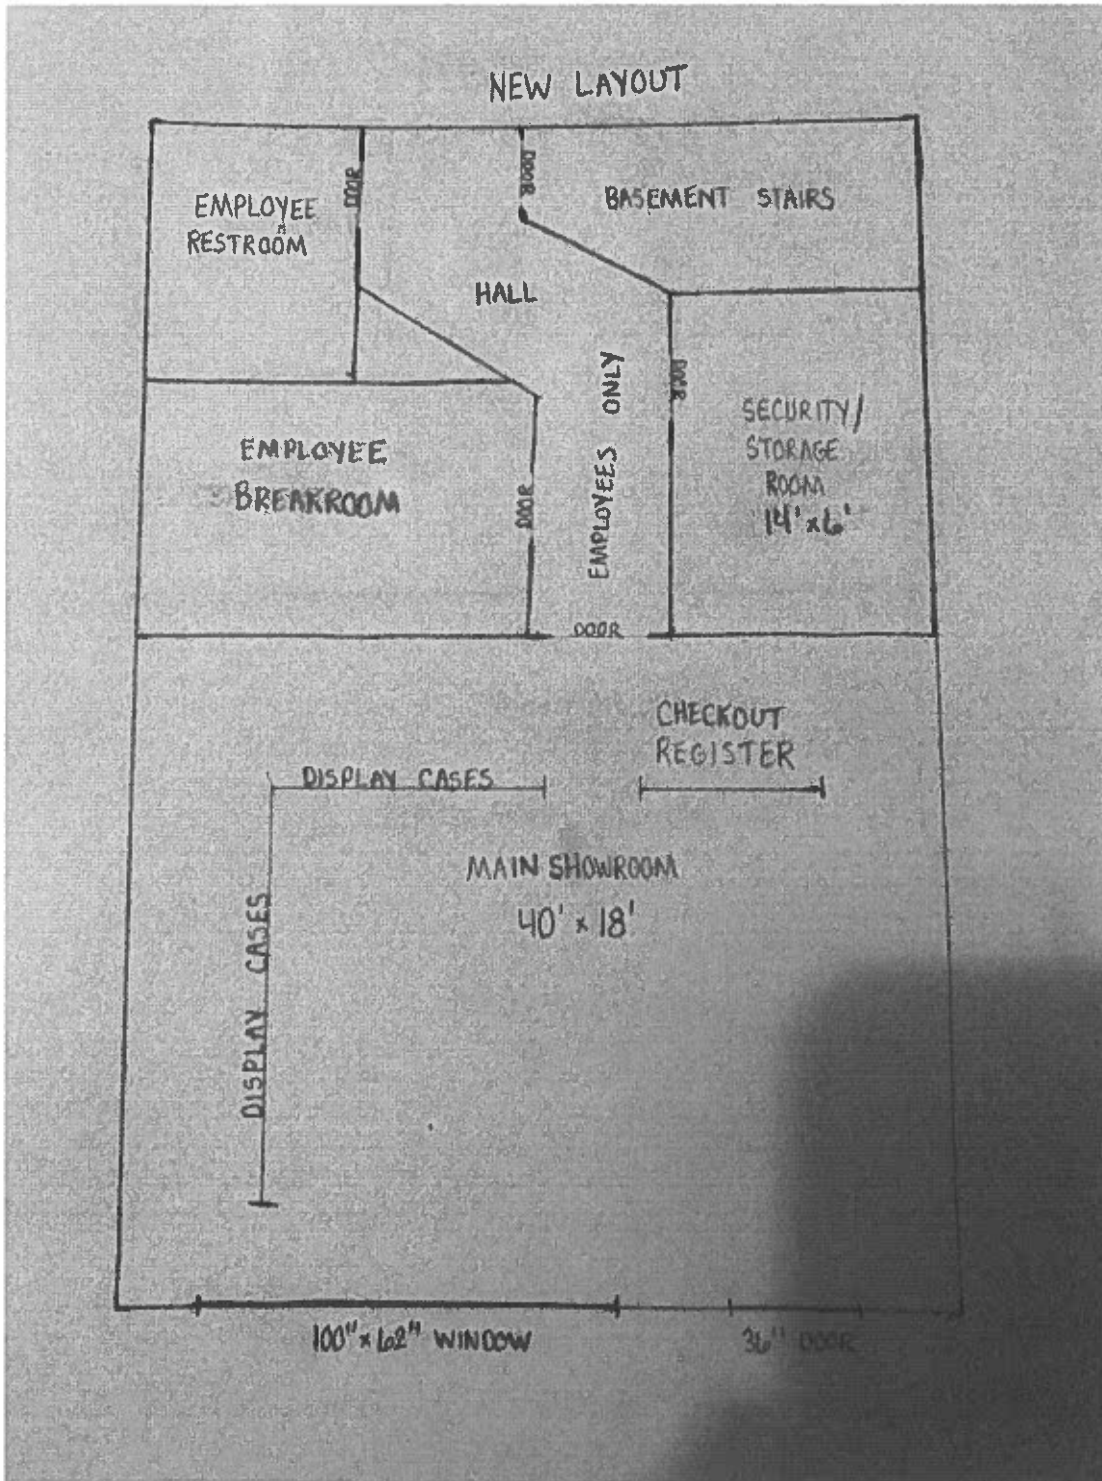 NEW LAYOUT
DOOR
DOOR
EMPLOYEE
RESTROOM
BASEMENT STAIRS
HALL
EMPLOYEES ONLY
DOOR
SECURITY/
STORAGE
ROOM
14' x 6'
EMPLOYEE
BREAKROOM
DOOR
DOOR
CHECKOUT
REGISTER
DISPLAY CASES
MAIN SHOWROOM
40' x 18'
DISPLAY CASES
100" x 62" WINDOW
36" DOOR